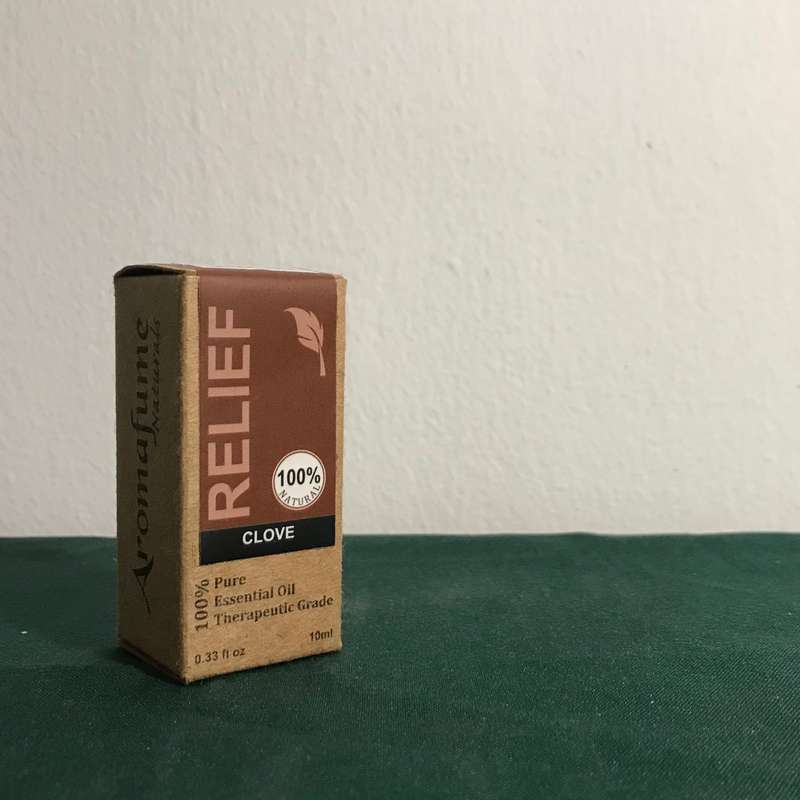 Aromafume
Naturals
RELIEF
100%
NATURAL
CLOVE
100%
Pure
Essential Oil
Therapeutic Grade
10ml
0.33 fl oz